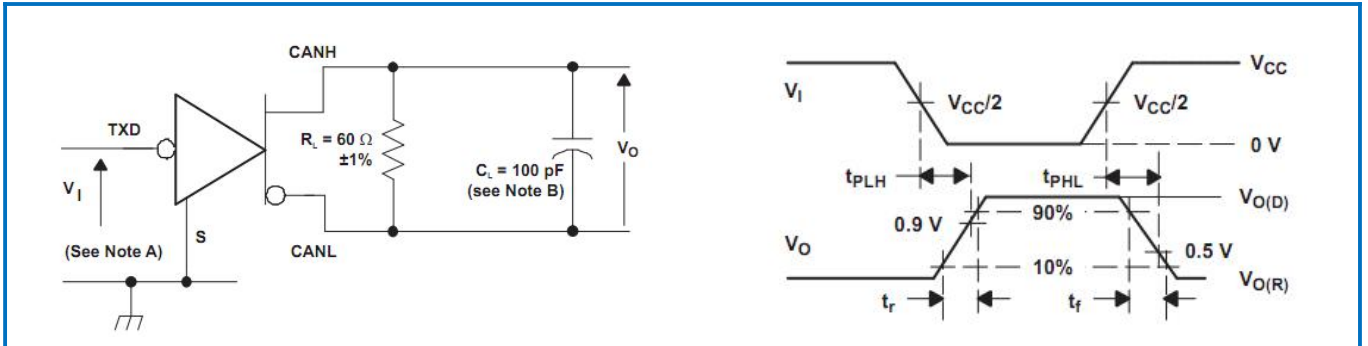 CANH
TXD
R_L = 60 Ω
±1%
C_L = 100 pF
(see Note B)
V_O
V_I
(See Note A)
S
CANL
V_I
V_CC
V_CC/2
V_CC/2
0 V
t_PLH
t_PHL
V_O(D)
90%
0.9 V
V_O
0.5 V
10%
V_O(R)
t_r
t_f